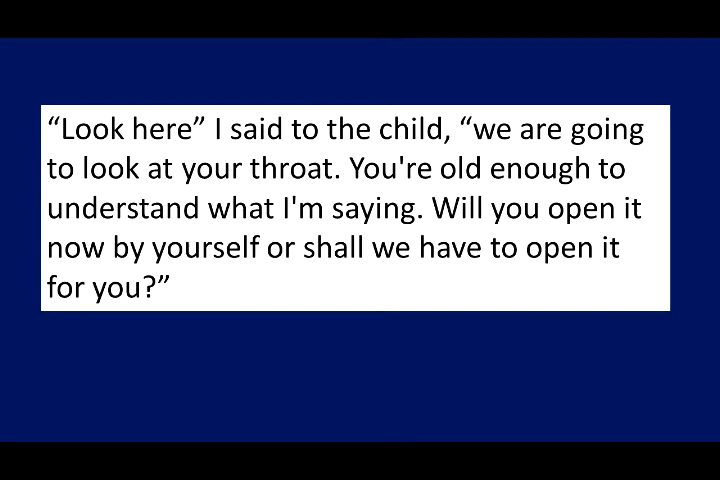 “Look here” I said to the child, “we are going
to look at your throat. You're old enough to
understand what I'm saying. Will you open it
now by yourself or shall we have to open it
for you?”